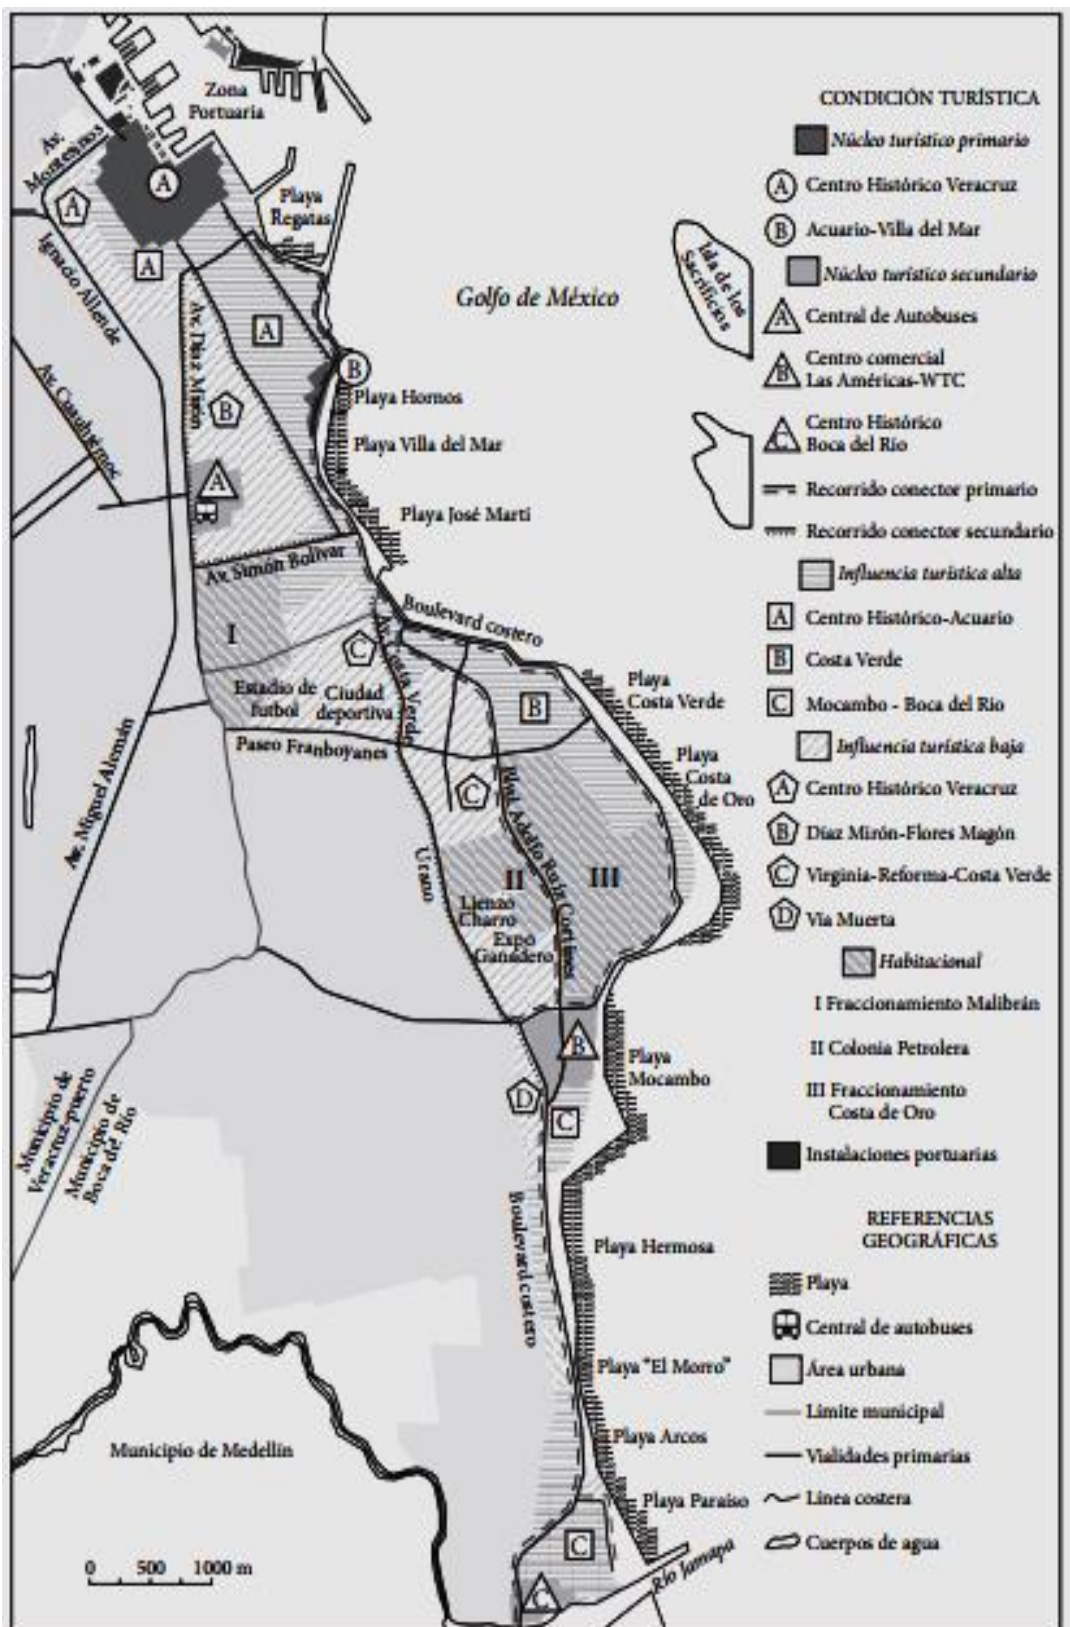 Zona
Portuaria
Av.
Montesinos
A
A
A
Playa
Regatas
Ignacio Allende
Av. Díaz Mirón
A
Golfo de México
Isla de los
Sacrificios
B
Playa Hornos
Av. Cuauhtémoc
B
Playa Villa del Mar
A
Playa José Martí
Av. Simón Bolívar
Boulevard costero
I
C
Av. Costa Verde
Estadio de
futbol
Ciudad
deportiva
Playa
Costa Verde
B
Paseo Franboyanes
Playa
Costa
de Oro
Av. Miguel Alemán
C
Blvd. Adolfo Ruiz Cortines
Urano
II
III
Lienzo
Charro
Expo
Ganadero
B
Playa
Mocambo
D
C
Municipio de
Veracruz-puerto
Municipio de
Boca del Río
Boulevard costero
Playa Hermosa
Playa "El Morro"
Playa Arcos
Municipio de Medellín
Playa Paraíso
C
C
Río Jamapa
0 500 1000 m
CONDICIÓN TURÍSTICA
Núcleo turístico primario
A Centro Histórico Veracruz
B Acuario-Villa del Mar
Núcleo turístico secundario
A Central de Autobuses
B Centro comercial
Las Américas-WTC
C Centro Histórico
Boca del Río
Recorrido conector primario
Recorrido conector secundario
Influencia turística alta
A Centro Histórico-Acuario
B Costa Verde
C Mocambo - Boca del Río
Influencia turística baja
A Centro Histórico Veracruz
B Díaz Mirón-Flores Magón
C Virginia-Reforma-Costa Verde
D Vía Muerta
Habitacional
I Fraccionamiento Malibrán
II Colonia Petrolera
III Fraccionamiento
Costa de Oro
Instalaciones portuarias
REFERENCIAS
GEOGRÁFICAS
Playa
Central de autobuses
Área urbana
Límite municipal
Vialidades primarias
Línea costera
Cuerpos de agua